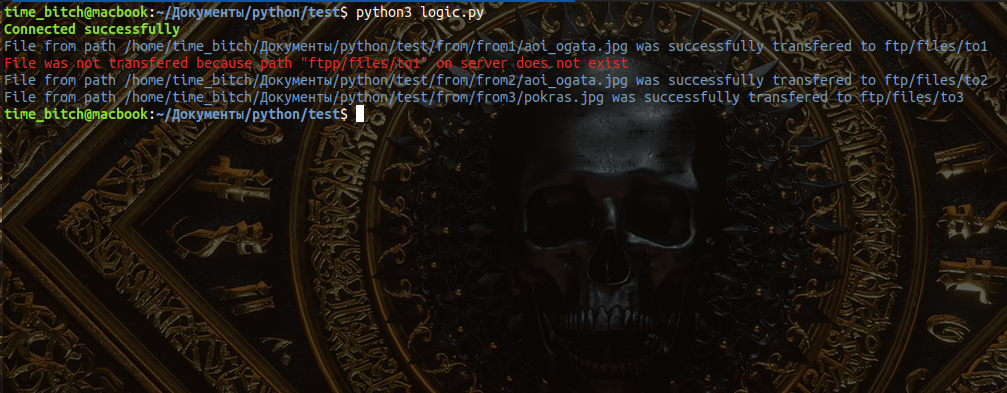 time_bitch@macbook:~/Документы/python/test$ python3 logic.py
Connected successfully
File from path /home/time_bitch/Документы/python/test/from/from1/aoi_ogata.jpg was successfully transfered to ftp/files/to1
File was not transfered because path "ftpp/files/to1" on server does not exist
File from path /home/time_bitch/Документы/python/test/from/from2/aoi_ogata.jpg was successfully transfered to ftp/files/to2
File from path /home/time_bitch/Документы/python/test/from/from3/pokras.jpg was successfully transfered to ftp/files/to3
time_bitch@macbook:~/Документы/python/test$